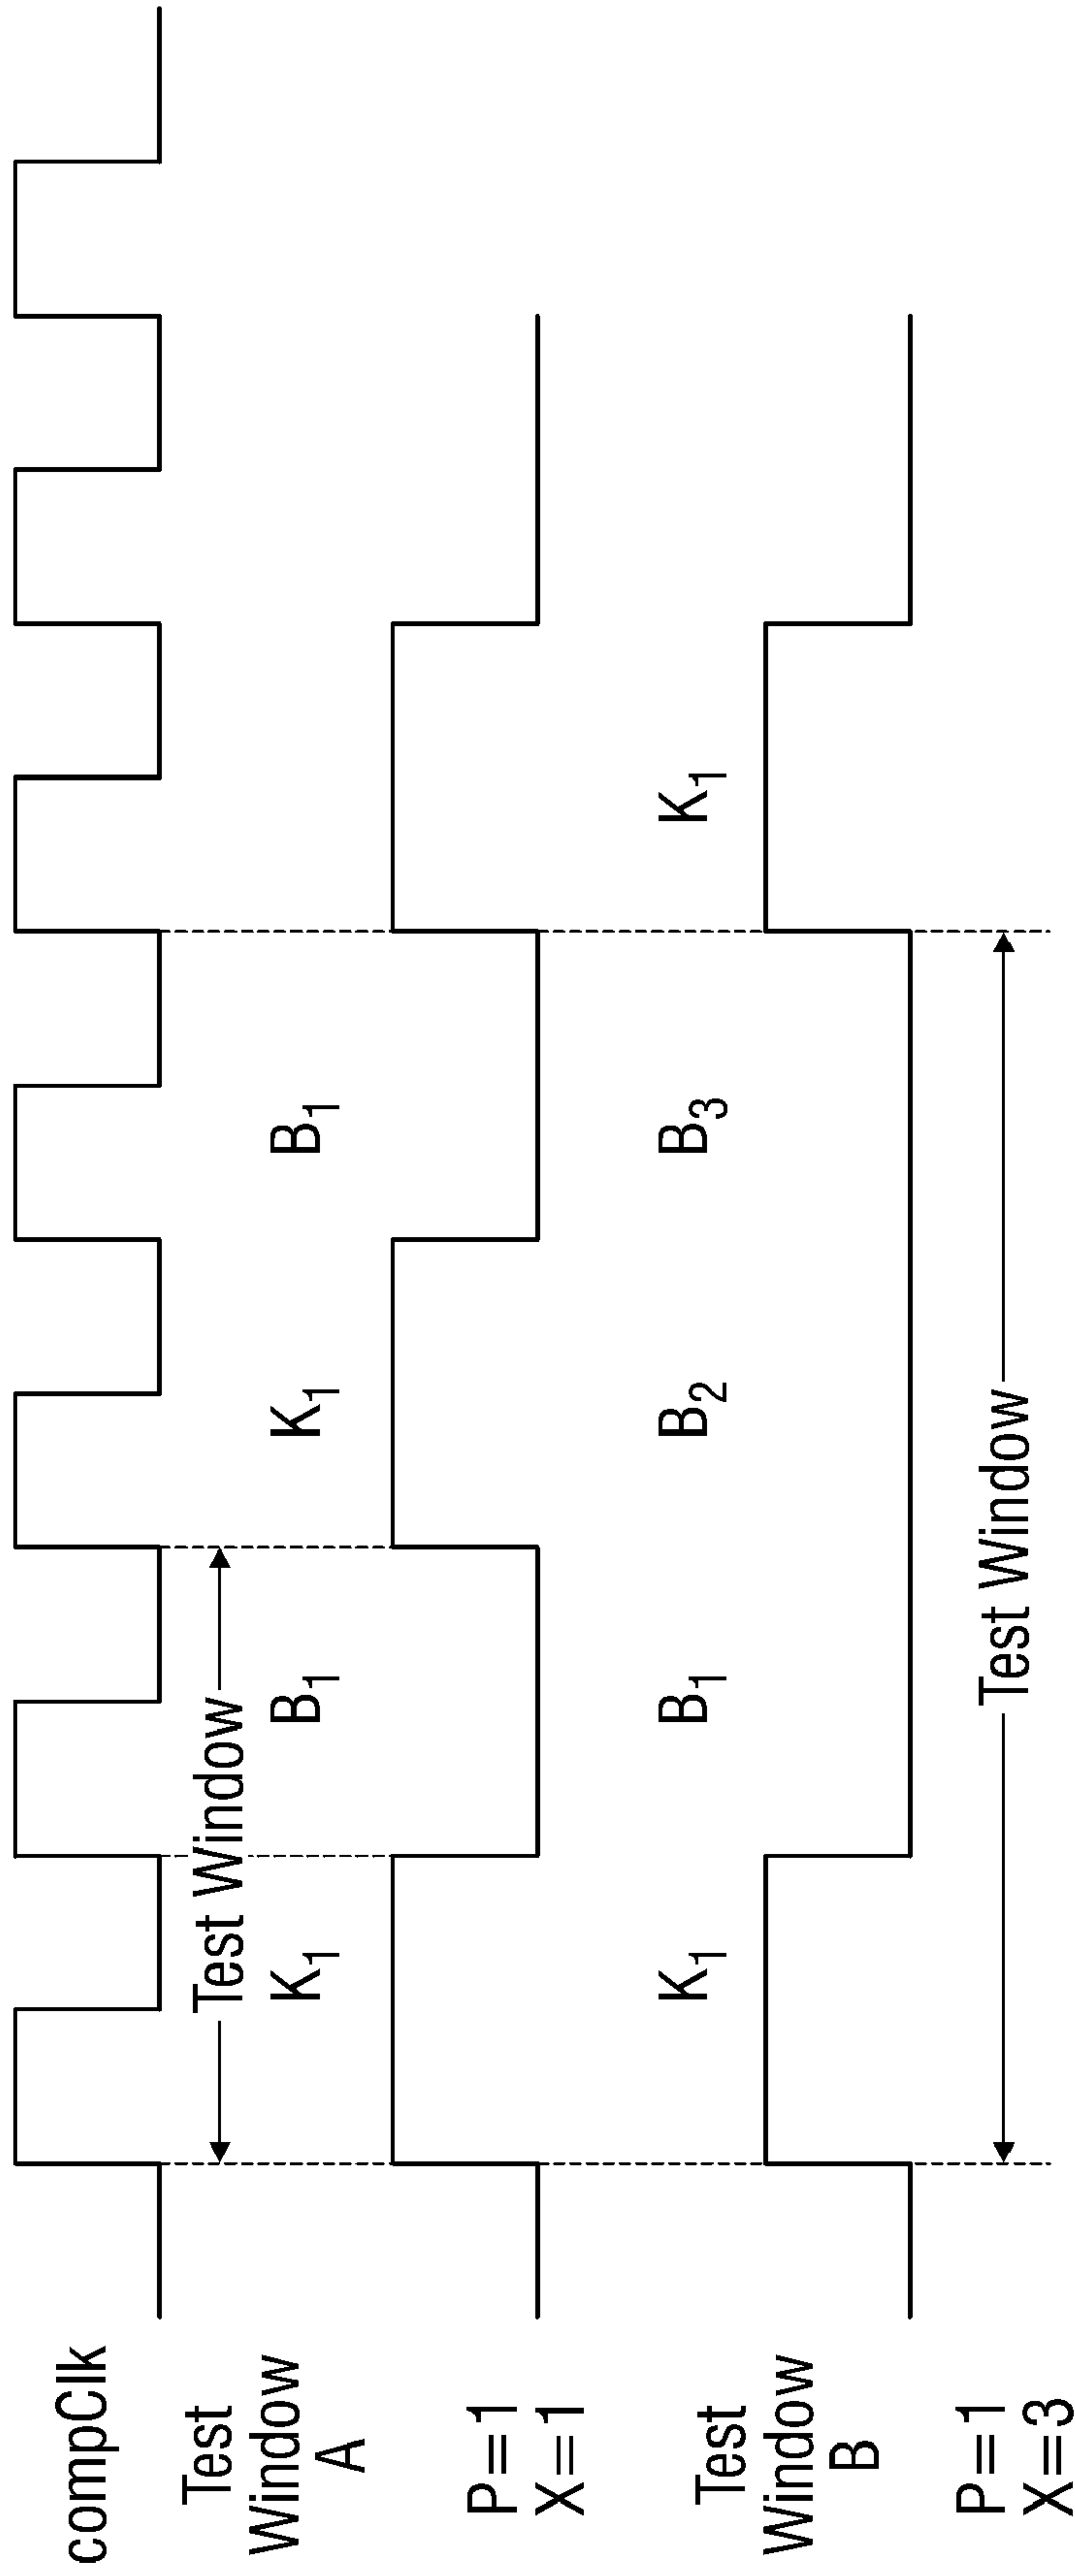 compClk
Test
Window
A
Test Window
K1 B1 K1 B1
P=1
X=1
Test
Window
B
K1 B1 B2 B3 K1
P=1
X=3
Test Window